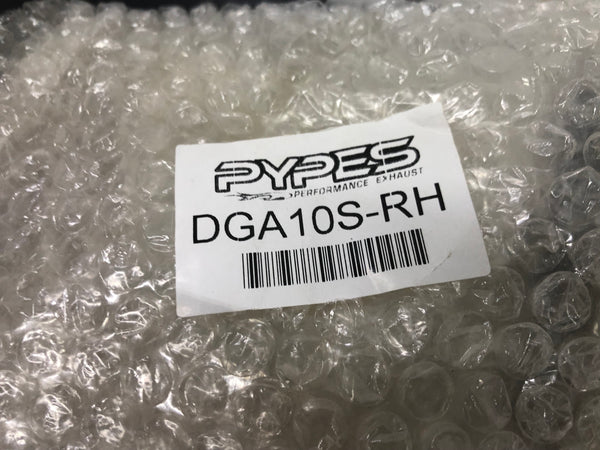 PYPES
PERFORMANCE EXHAUST
DGA10S-RH